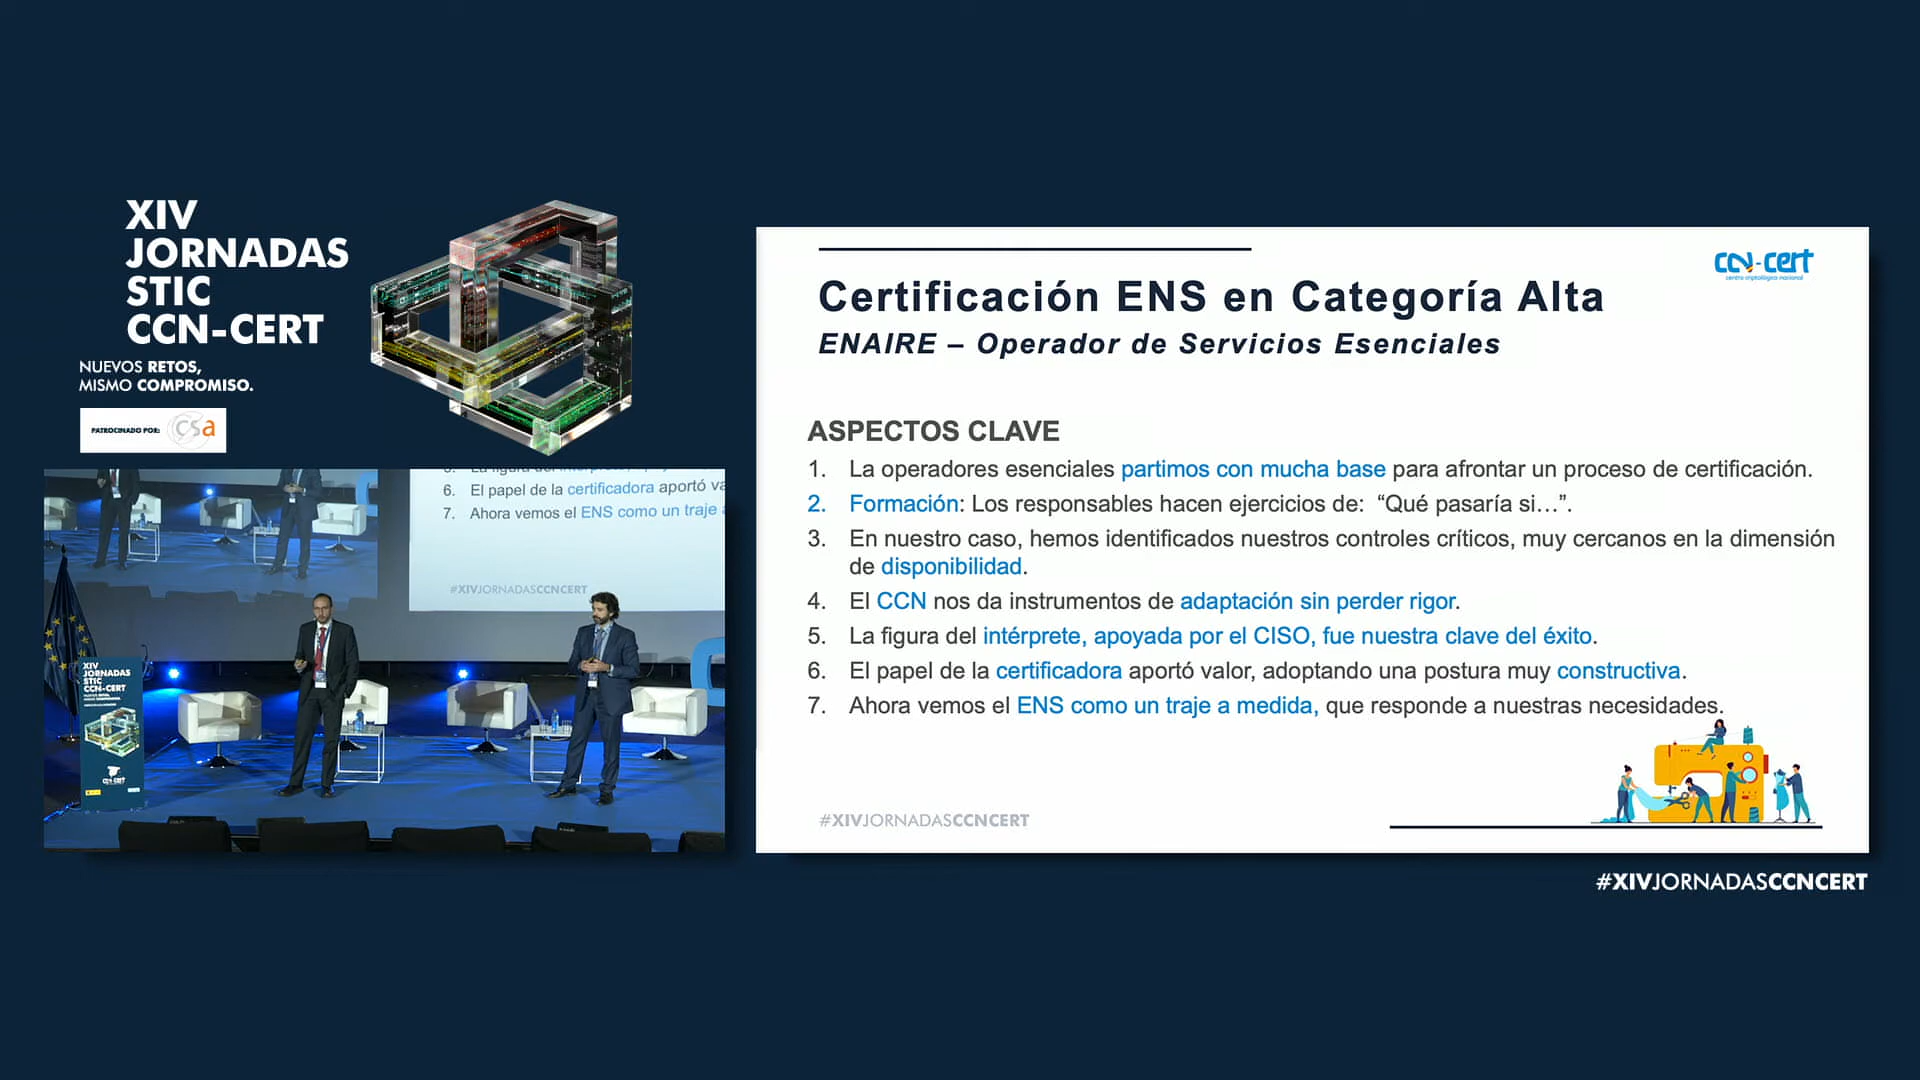 XIV
JORNADAS
STIC
CCN-CERT
NUEVOS RETOS,
MISMO COMPROMISO.
PATROCINADO POR: csa
6. El papel de la certificadora aportó va
7. Ahora vemos el ENS como un traje a
#XIVJORNADASCCNCERT
XIV
JORNADAS
STIC
CCN-CERT
ccn-cert
centro criptológico nacional
Certificación ENS en Categoría Alta
ENAIRE – Operador de Servicios Esenciales
ASPECTOS CLAVE
1. La operadores esenciales partimos con mucha base para afrontar un proceso de certificación.
2. Formación: Los responsables hacen ejercicios de: “Qué pasaría si…”.
3. En nuestro caso, hemos identificados nuestros controles críticos, muy cercanos en la dimensión
de disponibilidad.
4. El CCN nos da instrumentos de adaptación sin perder rigor.
5. La figura del intérprete, apoyada por el CISO, fue nuestra clave del éxito.
6. El papel de la certificadora aportó valor, adoptando una postura muy constructiva.
7. Ahora vemos el ENS como un traje a medida, que responde a nuestras necesidades.
#XIVJORNADASCCNCERT
#XIVJORNADASCCNCERT